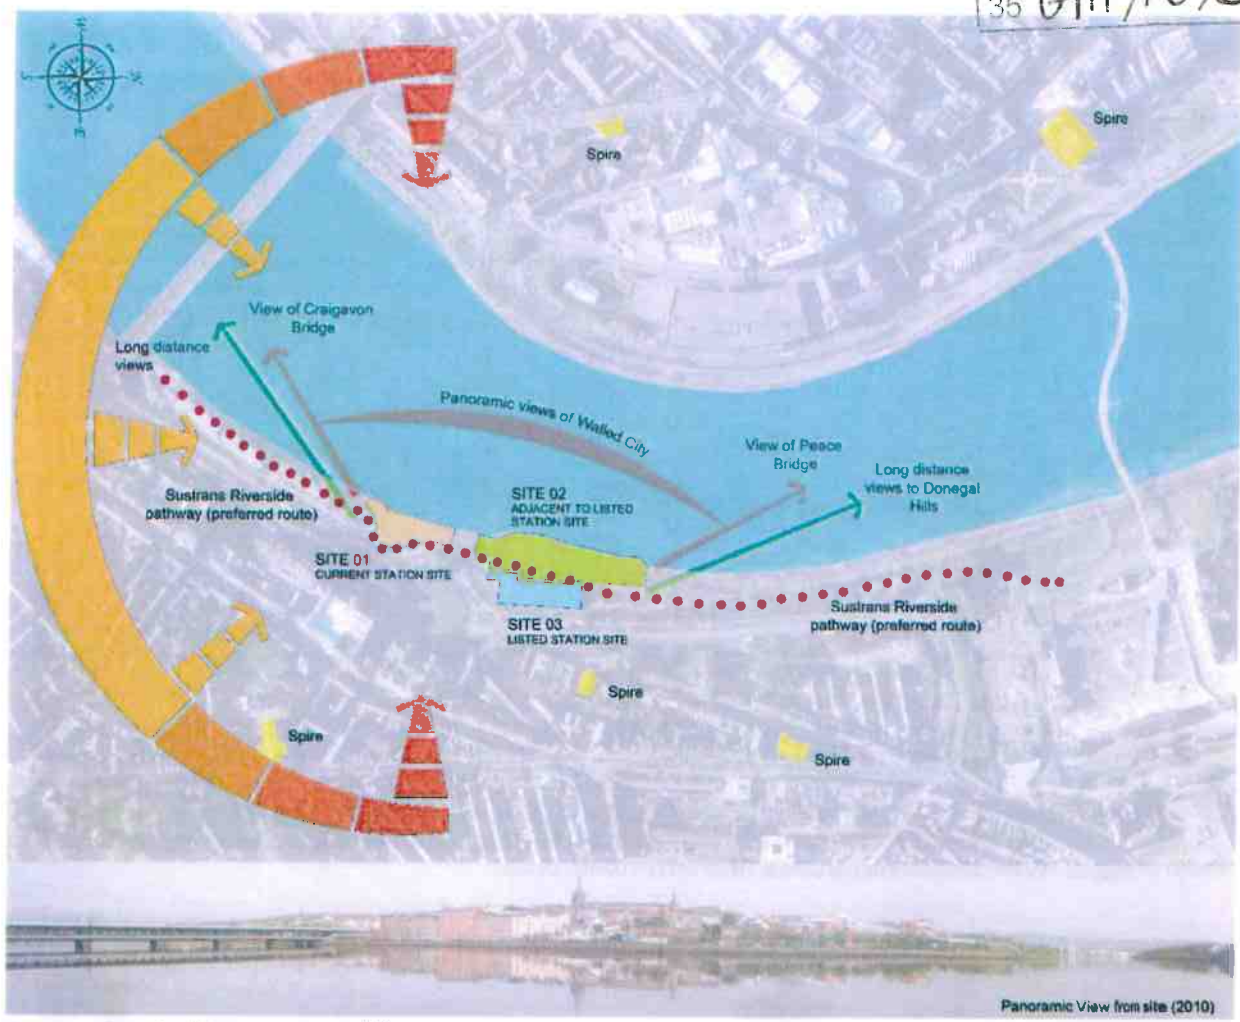 35
Spire
Spire
View of Craigavon
Bridge
Long distance
views
Panoramic views of Walled City
View of Peace
Bridge
Long distance
views to Donegal
Hills
Sustrans Riverside
pathway (preferred route)
SITE 02
ADJACENT TO LISTED
STATION SITE
SITE 01
CURRENT STATION SITE
SITE 03
LISTED STATION SITE
Sustrans Riverside
pathway (preferred route)
Spire
Spire
Spire
Panoramic View from site (2010)